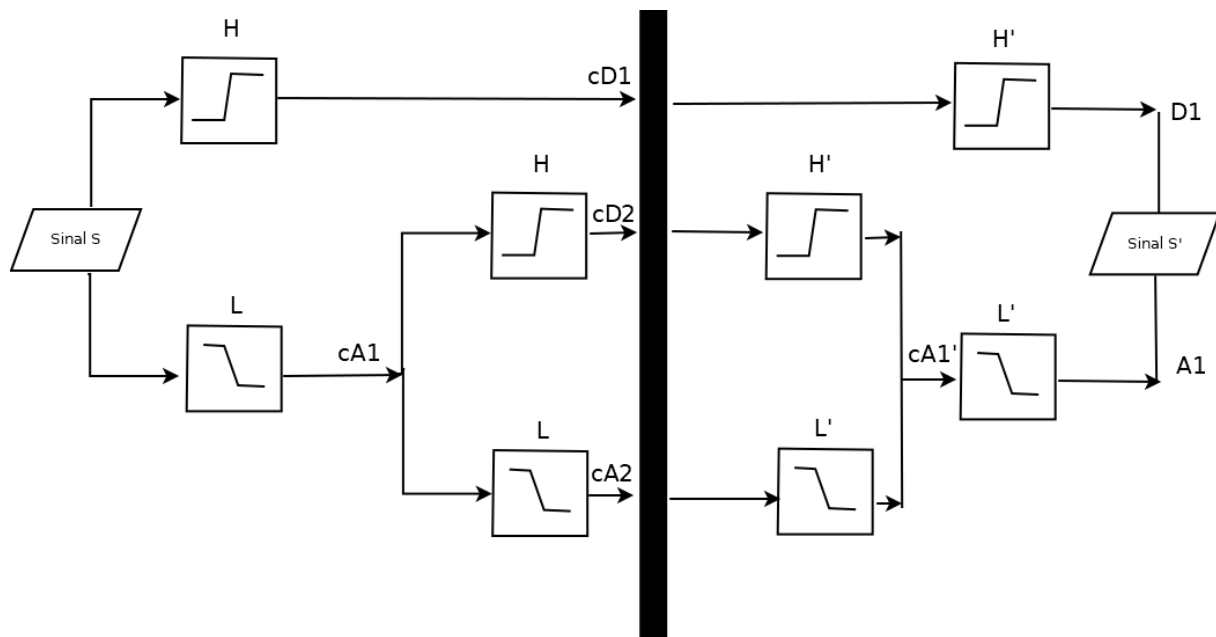 H
H'
cD1
D1
H
H'
cD2
Sinal S
Sinal S'
L
L'
cA1
cA1'
A1
L
L'
cA2